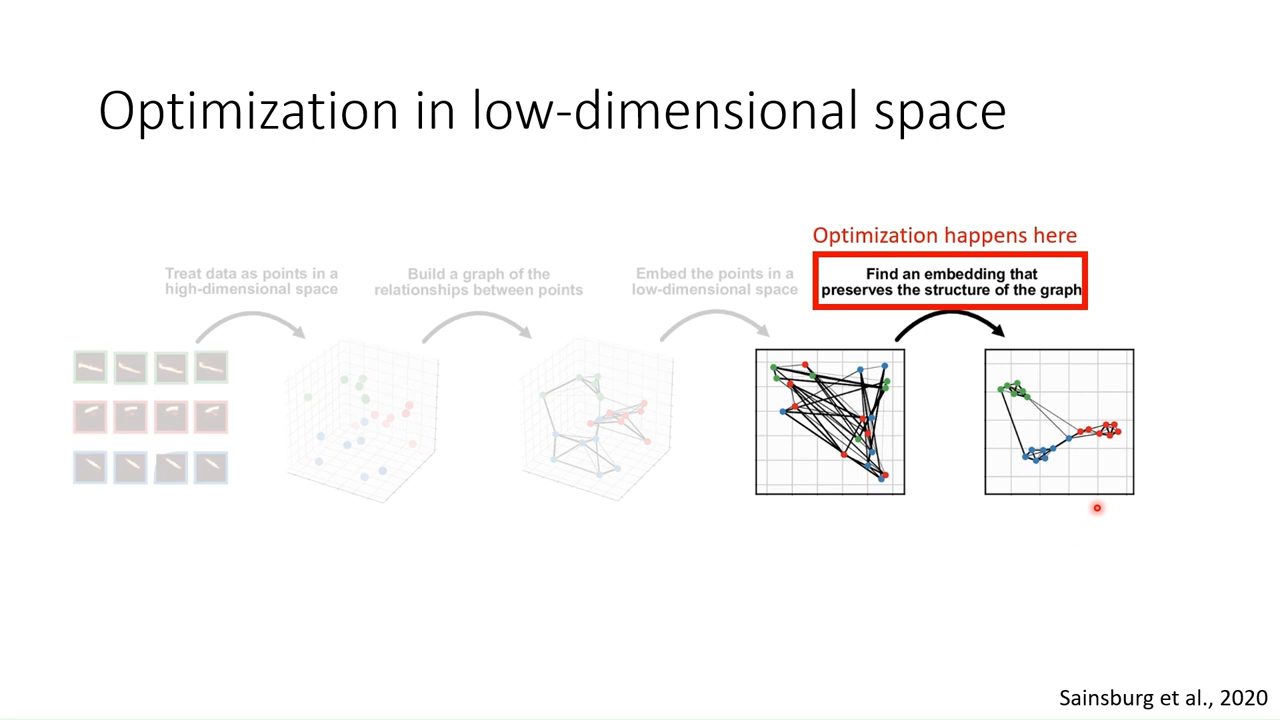 Optimization in low-dimensional space
Optimization happens here
Treat data as points in a
high-dimensional space
Build a graph of the
relationships between points
Embed the points in a
low-dimensional space
Find an embedding that
preserves the structure of the graph
Sainsburg et al., 2020